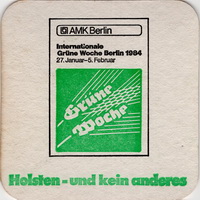 AMK Berlin
Internationale
Grüne Woche Berlin 1984
27. Januar-5. Februar
Grüne
Woche
Holsten - und kein anderes